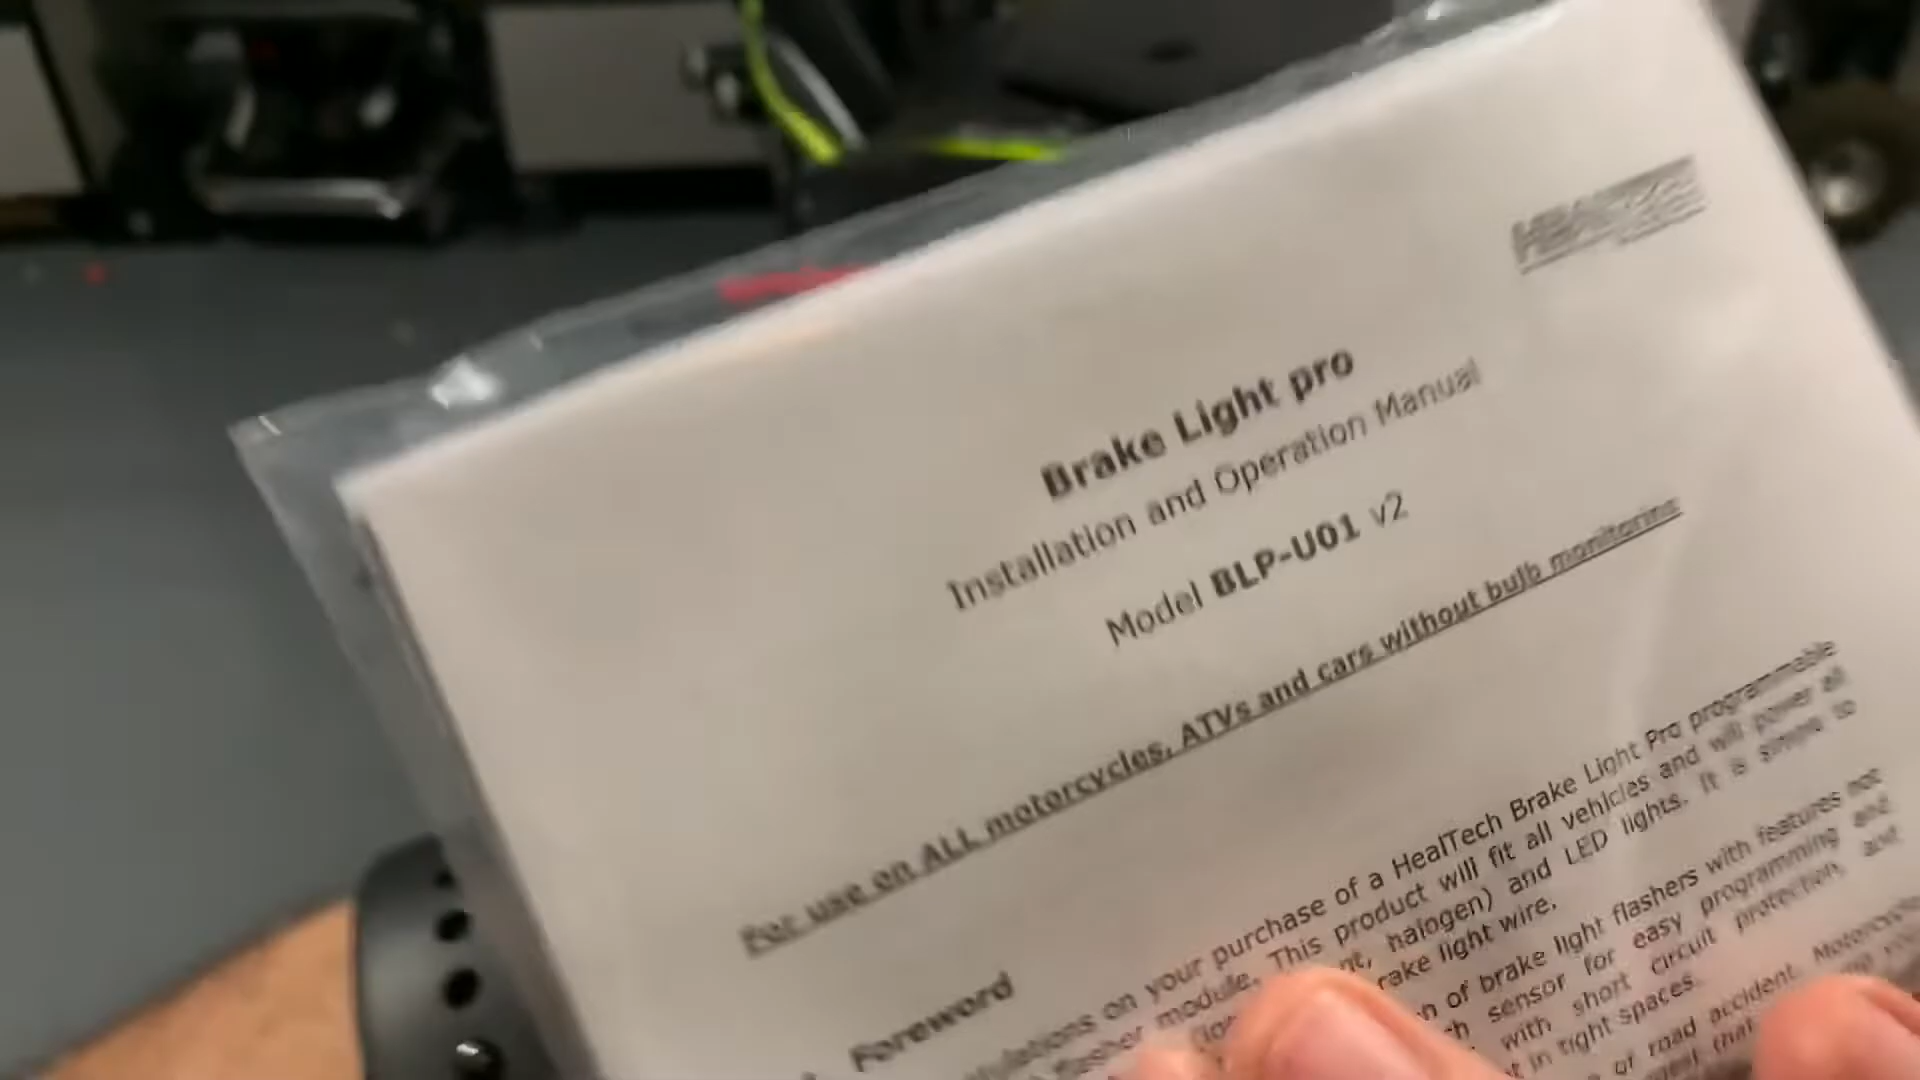 HEALTECH
Brake Light pro
Installation and Operation Manual
Model BLP-U01 v2
For use on ALL motorcycles, ATVs and cars without bulb monitoring
Foreword
on your purchase of a HealTech Brake Light Pro programmable
flasher module. This product will fit all vehicles and will power all
halogen) and LED lights. It is simple to
brake light wire.
of brake light flashers with features not
sensor for easy programming and
with short circuit protection, and
in tight spaces.
of road accident. Motorcycle